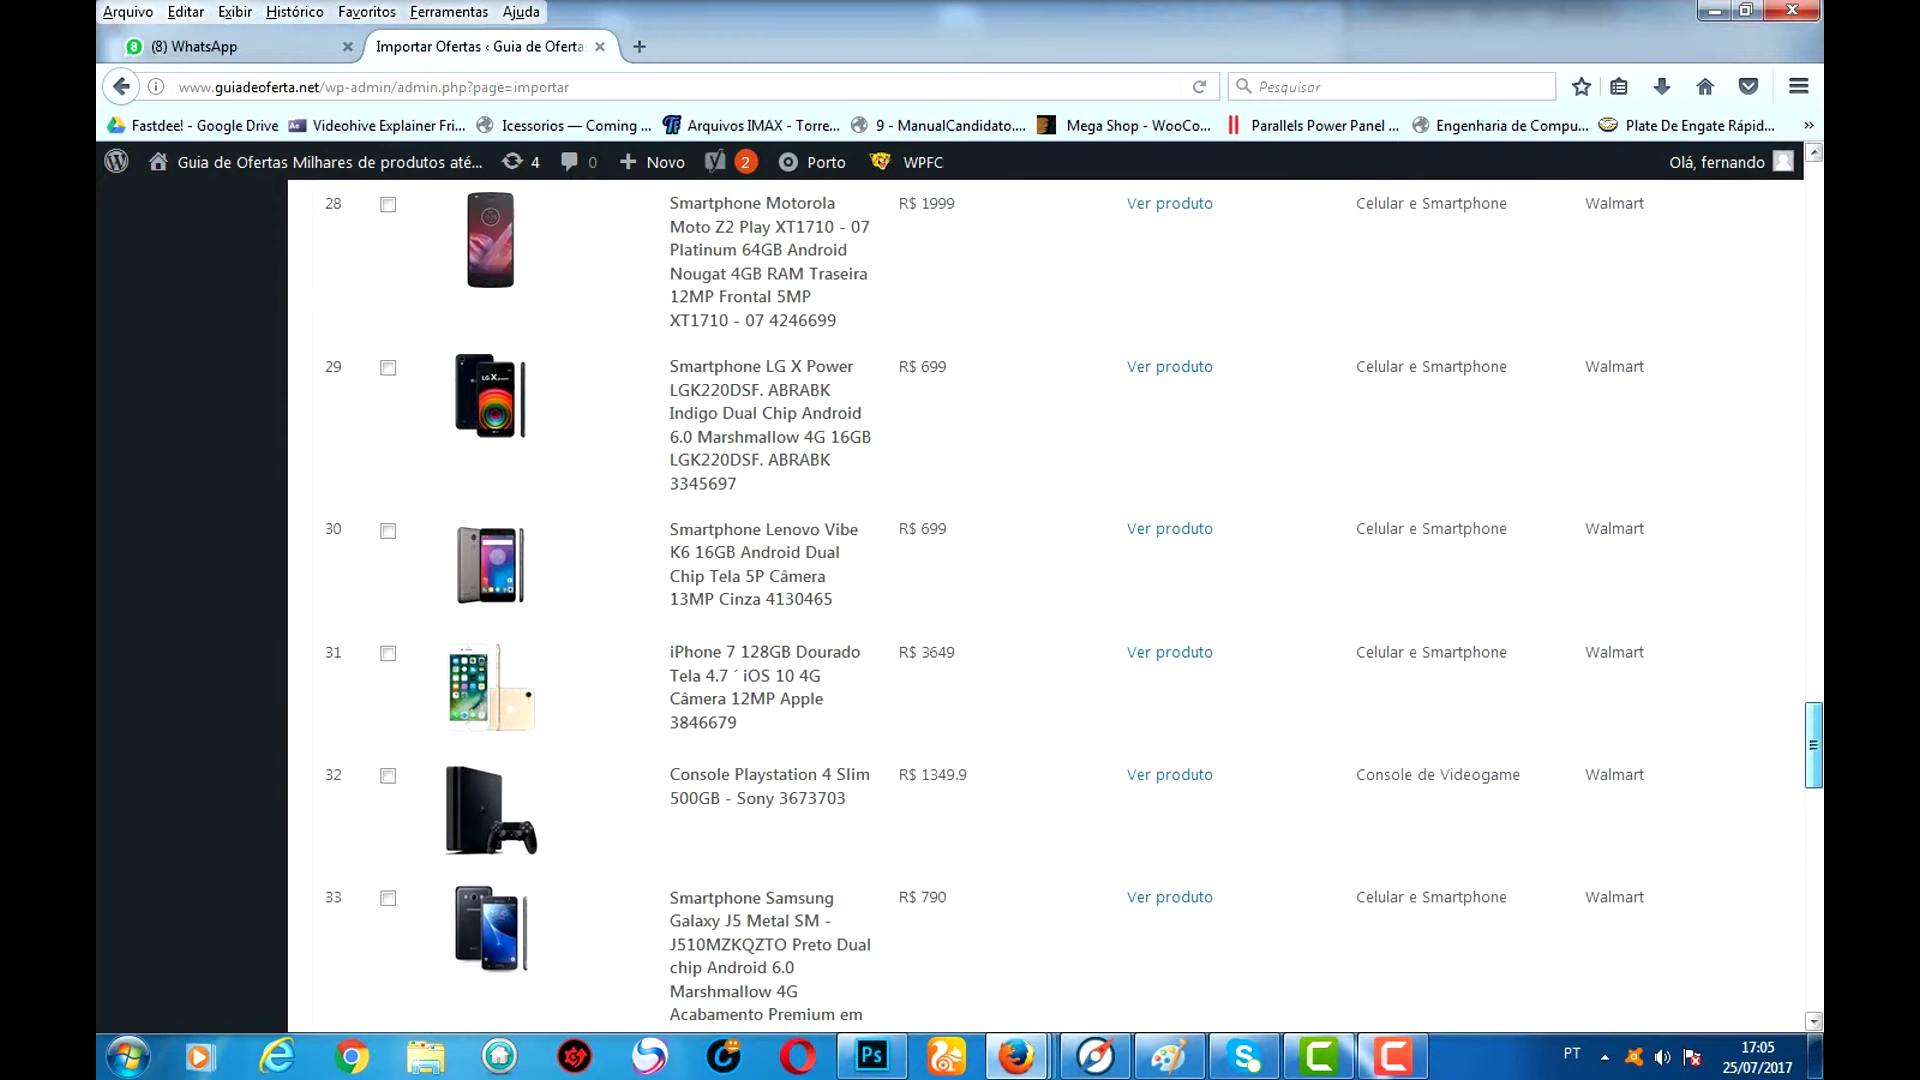 Arquivo Editar Exibir Histórico Favoritos Ferramentas Ajuda
(8) WhatsApp
Importar Ofertas ‹ Guia de Oferta
www.guiadeoferta.net/wp-admin/admin.php?page=importar
Pesquisar
Fastdee! - Google Drive
Videohive Explainer Fri...
Icessorios — Coming ...
Arquivos IMAX - Torre...
9 - ManualCandidato....
Mega Shop - WooCo...
Parallels Power Panel ...
Engenharia de Compu...
Plate De Engate Rápid...
Guia de Ofertas Milhares de produtos até... 4 0 Novo 2 Porto WPFC Olá, fernando
28 Smartphone Motorola R$ 1999 Ver produto Celular e Smartphone Walmart
Moto Z2 Play XT1710 - 07
Platinum 64GB Android
Nougat 4GB RAM Traseira
12MP Frontal 5MP
XT1710 - 07 4246699
29 Smartphone LG X Power R$ 699 Ver produto Celular e Smartphone Walmart
LGK220DSF. ABRABK
Indigo Dual Chip Android
6.0 Marshmallow 4G 16GB
LGK220DSF. ABRABK
3345697
30 Smartphone Lenovo Vibe R$ 699 Ver produto Celular e Smartphone Walmart
K6 16GB Android Dual
Chip Tela 5P Câmera
13MP Cinza 4130465
31 iPhone 7 128GB Dourado R$ 3649 Ver produto Celular e Smartphone Walmart
Tela 4.7 ´ iOS 10 4G
Câmera 12MP Apple
3846679
32 Console Playstation 4 Slim R$ 1349.9 Ver produto Console de Videogame Walmart
500GB - Sony 3673703
33 Smartphone Samsung R$ 790 Ver produto Celular e Smartphone Walmart
Galaxy J5 Metal SM -
J510MZKQZTO Preto Dual
chip Android 6.0
Marshmallow 4G
Acabamento Premium em
Ps
PT
17:05
25/07/2017